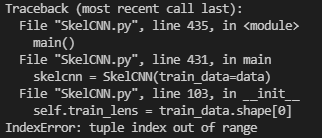 Traceback (most recent call last):
  File "SkelCNN.py", line 435, in <module>
    main()
  File "SkelCNN.py", line 431, in main
    skelcnn = SkelCNN(train_data=data)
  File "SkelCNN.py", line 103, in __init__
    self.train_lens = train_data.shape[0]
IndexError: tuple index out of range